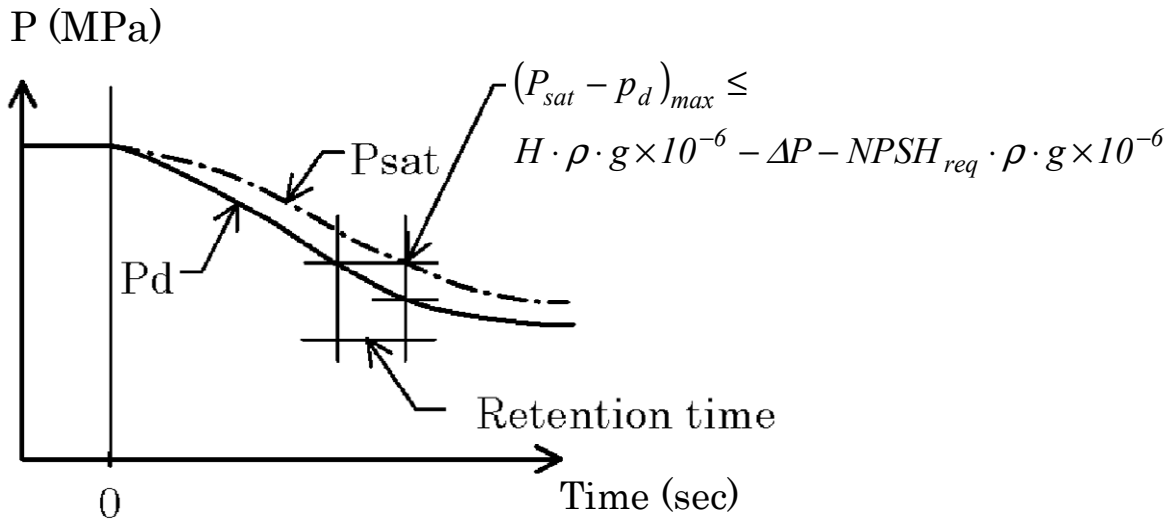 P (MPa)
(P_sat − p_d)_max ≤
H · ρ · g×10⁻⁶ − ΔP − NPSH_req · ρ · g×10⁻⁶
Psat
Pd
Retention time
0
Time (sec)